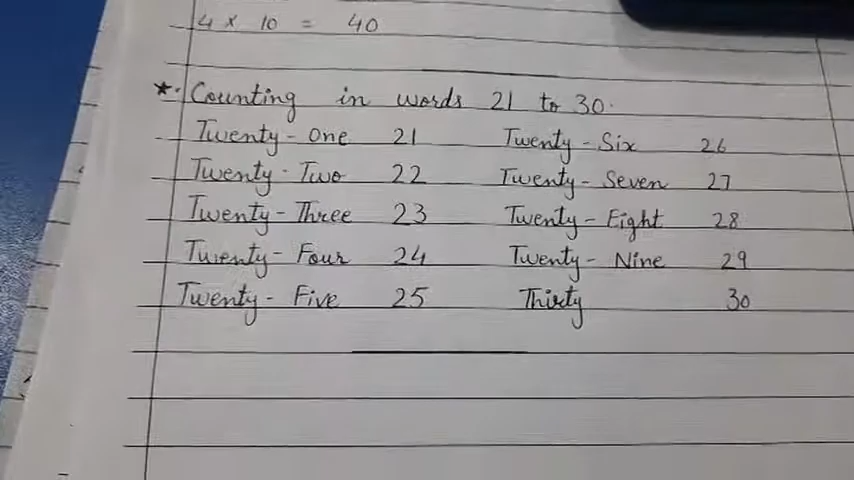 4 × 10 = 40
★. Counting in words 21 to 30.
Twenty-One 21 Twenty-Six 26
Twenty-Two 22 Twenty-Seven 27
Twenty-Three 23 Twenty-Eight 28
Twenty-Four 24 Twenty-Nine 29
Twenty-Five 25 Thirty 30